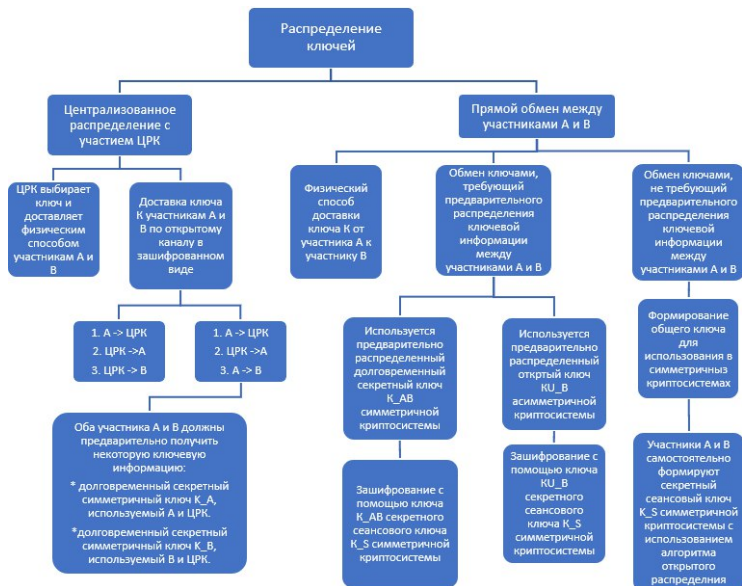 Распределение
ключей
Централизованное
распределение с
участием ЦРК
Прямой обмен между
участниками А и В
ЦРК выбирает
ключ и
доставляет
физическим
способом
участникам А и
В
Доставка ключа
К участникам А и
В по открытому
каналу в
зашифрованном
виде
Физический
способ
доставки
ключа К от
участника А к
участнику В
Обмен ключами,
требующий
предварительного
распределения
ключевой
информации
между
участниками А и В
Обмен ключами,
не требующий
предварительного
распределения
ключевой
информации
между
участниками А и В
1. А -> ЦРК
2. ЦРК ->А
3. ЦРК -> В
1. А -> ЦРК
2. ЦРК ->А
3. А -> В
Используется
предварительно
распределенный
долговременный
секретный ключ
K_AB
симметричной
криптосистемы
Используется
предварительно
распределенный
откртый ключ
KU_B
асимметричной
криптосистемы
Формирование
общего ключа
для
использования в
симметричныз
криптосистемах
Оба участника А и В должны
предварительно получить
некоторую ключевую
информацию:
* долговременный секретный
симметричный ключ K_A,
используемый А и ЦРК.
*долговременный секретный
симметричный ключ K_B,
используемый В и ЦРК.
Зашифрование с
помощью ключа
K_AB секретного
сеансового ключа
K_S симметричной
криптосистемы
Зашифрование с
помощью ключа
KU_B
секретного
сеансового
ключа K_S
симметричной
криптосистемы
Участники А и В
самостоятельно
формируют
секретный
сеансовый ключ
K_S симметричной
криптосистемы с
использованием
алгоритма
открытого
распредления